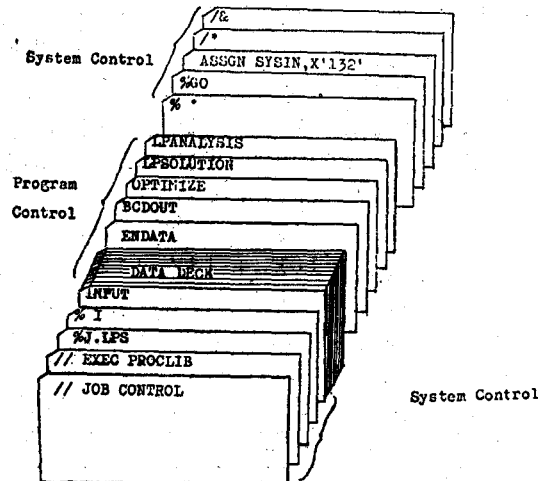 /&
/*
System Control
ASSGN SYSIN,X'132'
%GO
% *
LPANALYSIS
LPSOLUTION
Program
Control
OPTIMIZE
BCDOUT
ENDATA
DATA DECK
INPUT
% I
%J.LPS
// EXEC PROCLIB
// JOB CONTROL
System Control